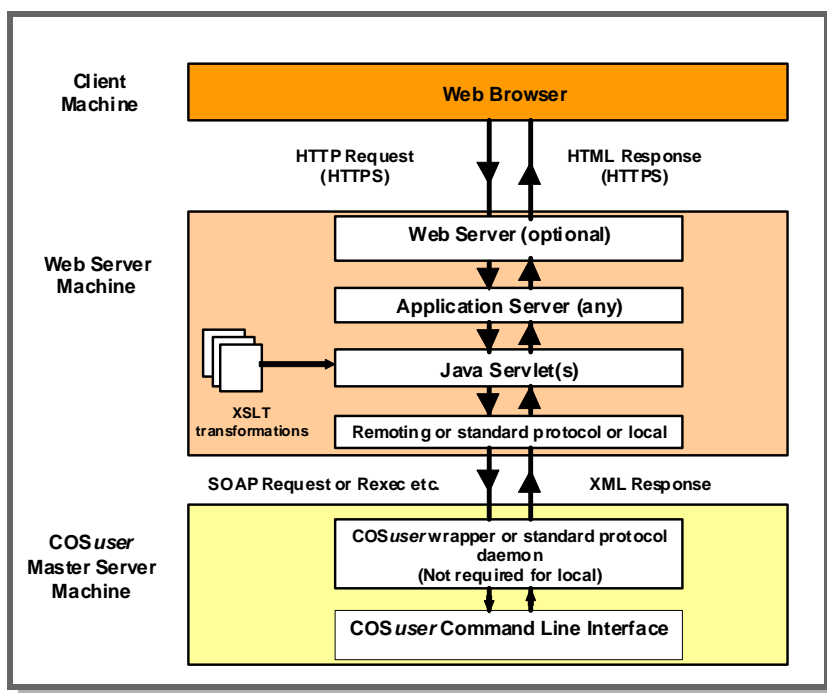 Client
Machine
Web Browser
HTTP Request
(HTTPS)
HTML Response
(HTTPS)
Web Server
Machine
Web Server (optional)
Application Server (any)
Java Servlet(s)
XSLT
transformations
Remoting or standard protocol or local
SOAP Request or Rexec etc.
XML Response
COSuser
Master Server
Machine
COSuser wrapper or standard protocol
daemon
(Not required for local)
COSuser Command Line Interface